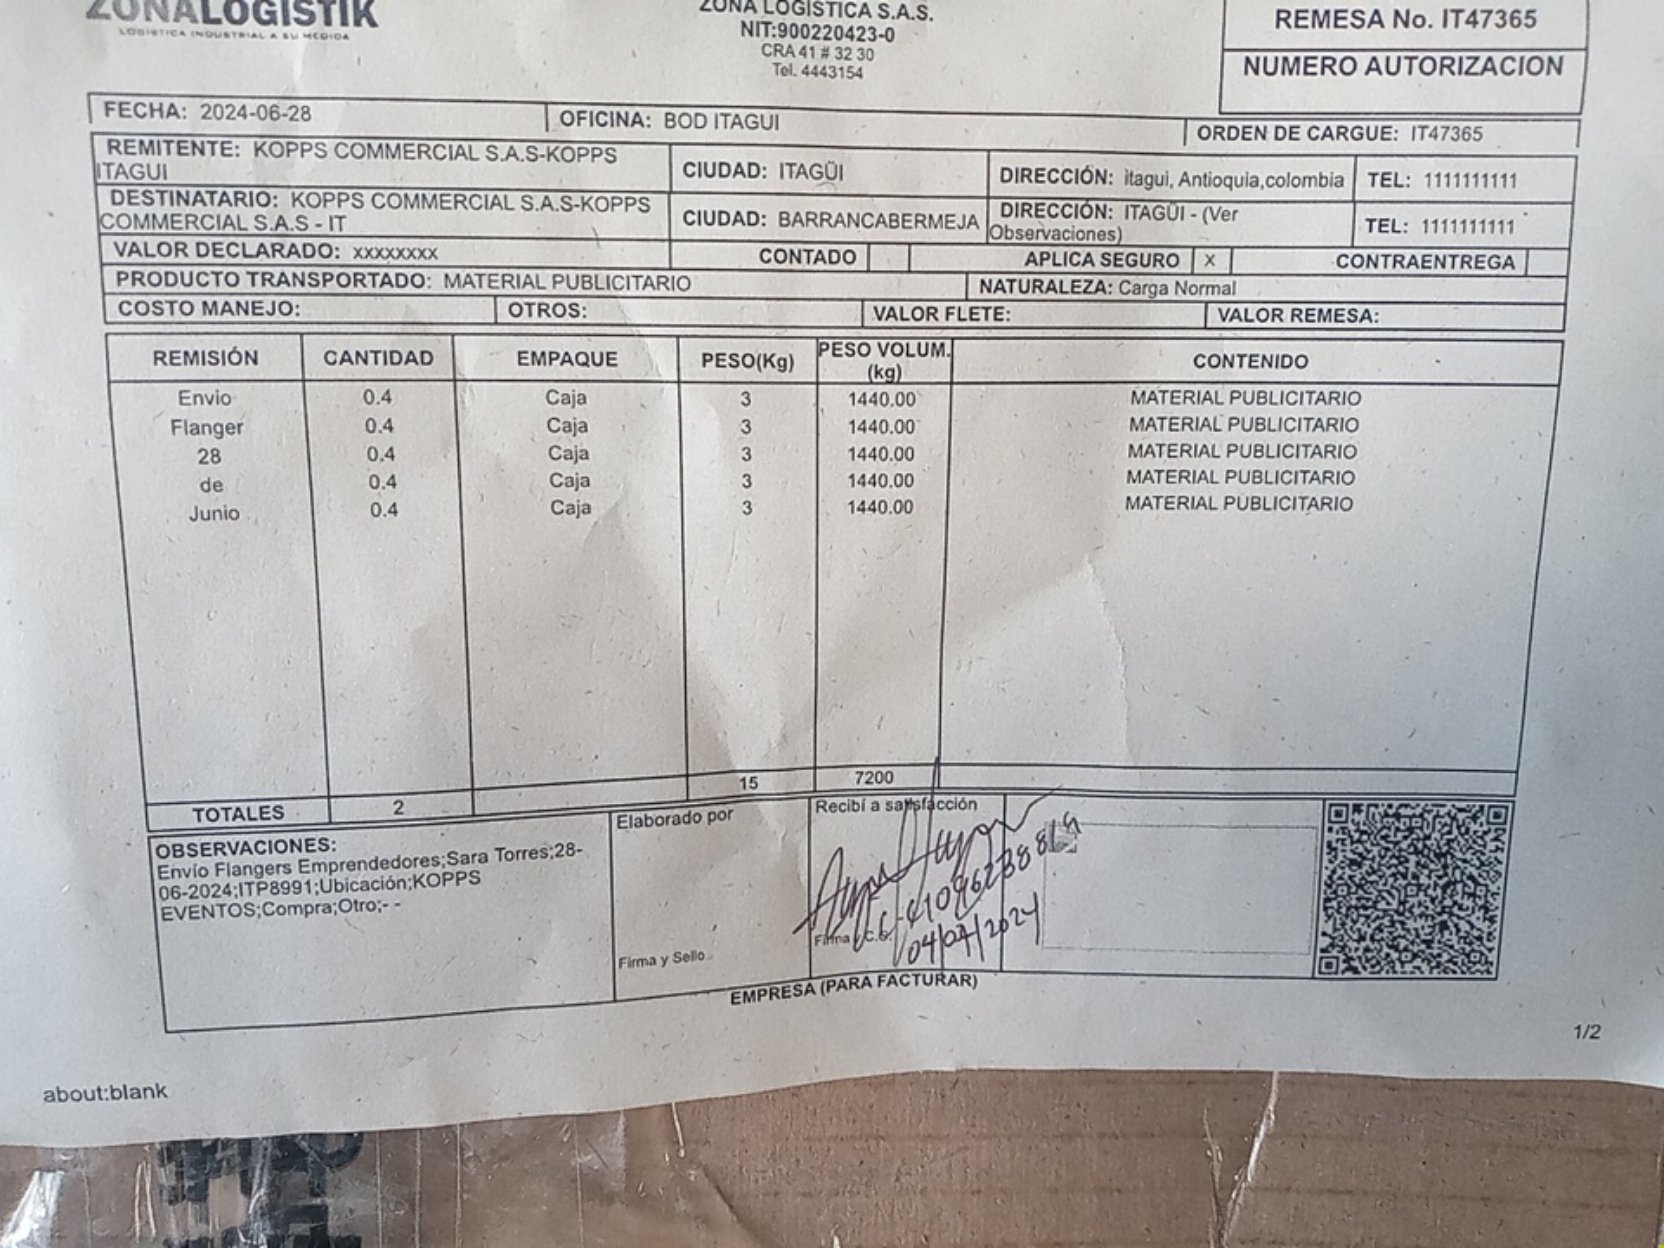 ZONALOGISTIK
LOGISTICA INDUSTRIAL A SU MEDIDA
ZONA LOGISTICA S.A.S.
NIT:900220423-0
CRA 41 # 32 30
Tel. 4443154
REMESA No. IT47365
NUMERO AUTORIZACION
FECHA: 2024-06-28
OFICINA: BOD ITAGUI
ORDEN DE CARGUE: IT47365
REMITENTE: KOPPS COMMERCIAL S.A.S-KOPPS
ITAGUI
CIUDAD: ITAGÜI
DIRECCIÓN: itagui, Antioquia,colombia
TEL: 1111111111
DESTINATARIO: KOPPS COMMERCIAL S.A.S-KOPPS
COMMERCIAL S.A.S - IT
CIUDAD: BARRANCABERMEJA
DIRECCIÓN: ITAGÜI - (Ver
Observaciones)
TEL: 1111111111
VALOR DECLARADO: xxxxxxxx
CONTADO
APLICA SEGURO X
CONTRAENTREGA
PRODUCTO TRANSPORTADO: MATERIAL PUBLICITARIO
NATURALEZA: Carga Normal
COSTO MANEJO:
OTROS:
VALOR FLETE:
VALOR REMESA:
REMISIÓN CANTIDAD EMPAQUE PESO(Kg) PESO VOLUM. (kg) CONTENIDO
Envio 0.4 Caja 3 1440.00 MATERIAL PUBLICITARIO
Flanger 0.4 Caja 3 1440.00 MATERIAL PUBLICITARIO
28 0.4 Caja 3 1440.00 MATERIAL PUBLICITARIO
de 0.4 Caja 3 1440.00 MATERIAL PUBLICITARIO
Junio 0.4 Caja 3 1440.00 MATERIAL PUBLICITARIO
TOTALES 2 15 7200
OBSERVACIONES:
Envío Flangers Emprendedores;Sara Torres;28-
06-2024;ITP8991;Ubicación;KOPPS
EVENTOS;Compra;Otro;- -
Elaborado por
Firma y Sello
Recibí a satisfacción
Firma C.C.
04/07/2024
EMPRESA (PARA FACTURAR)
1/2
about:blank